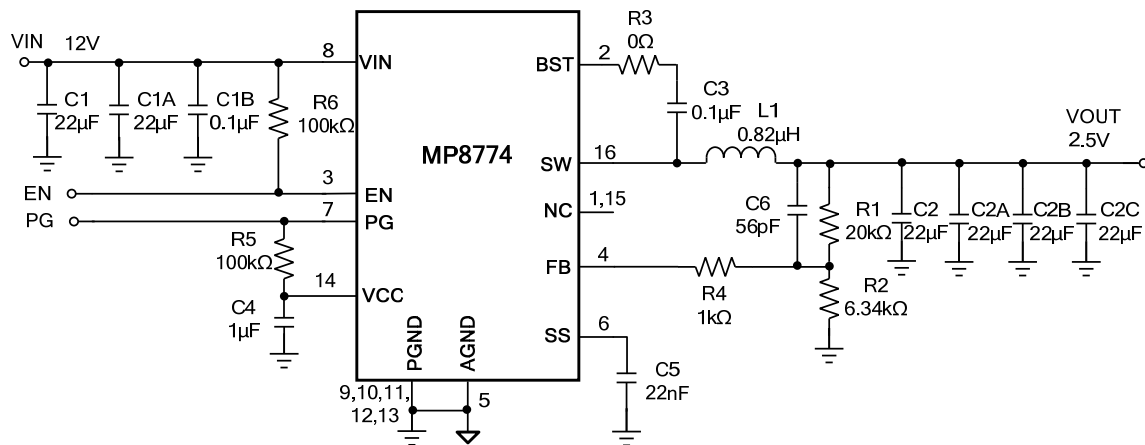 VIN 12V
C1
22µF
C1A
22µF
C1B
0.1µF
R6
100kΩ
8
VIN
EN
3
EN
PG
7
PG
R5
100kΩ
14
VCC
C4
1µF
MP8774
PGND
AGND
9,10,11,
12,13
5
BST
2
R3
0Ω
C3
0.1µF
L1
0.82µH
SW
16
NC
1,15
FB
4
R4
1kΩ
C6
56pF
R1
20kΩ
R2
6.34kΩ
SS
6
C5
22nF
C2
22µF
C2A
22µF
C2B
22µF
C2C
22µF
VOUT
2.5V